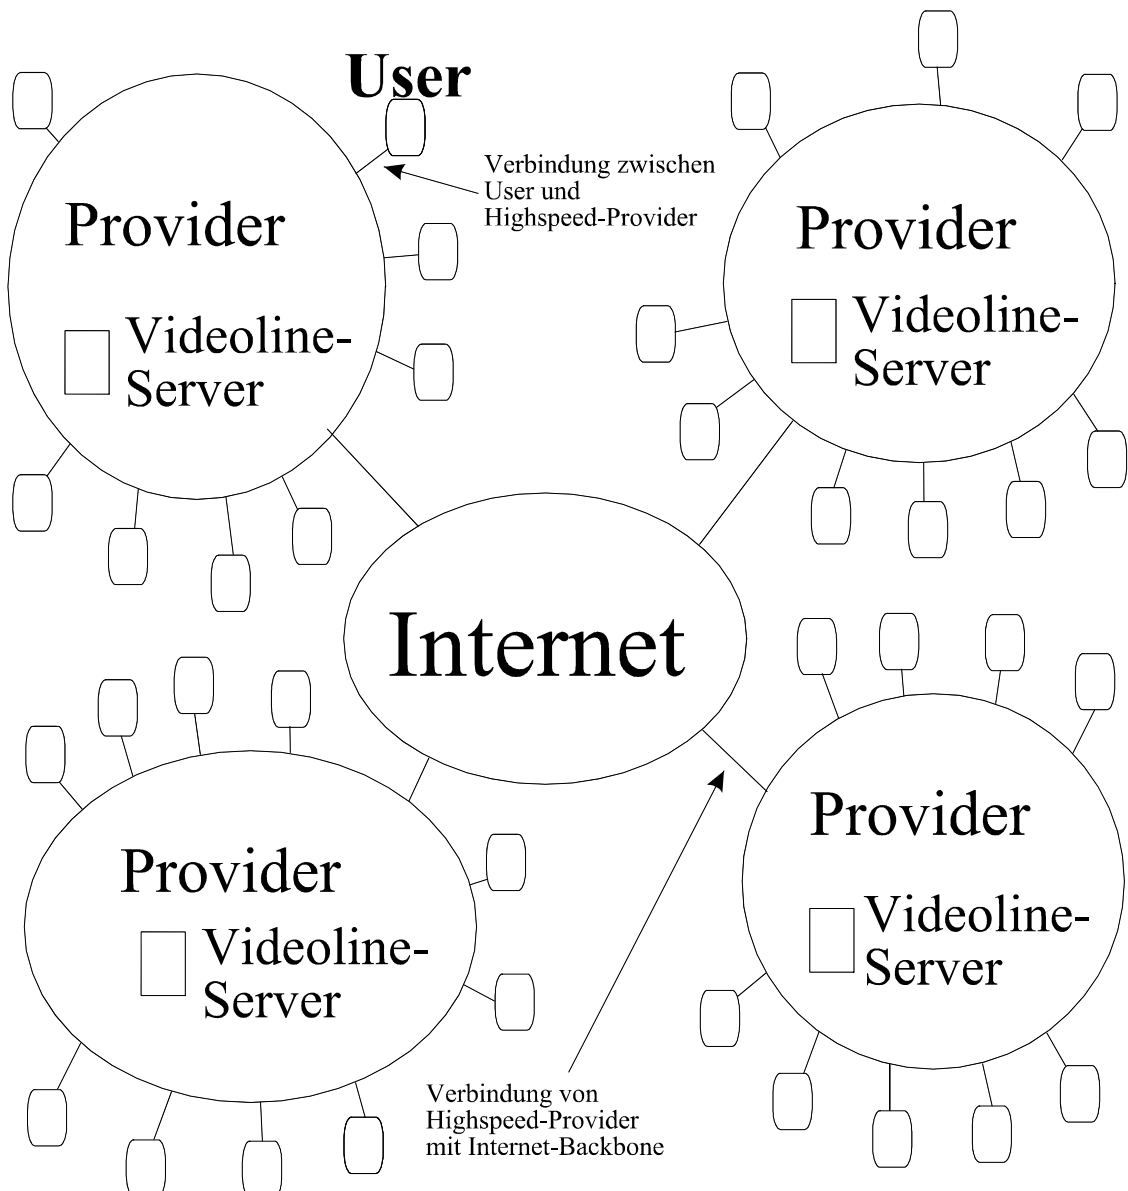 User
Verbindung zwischen
User und
Highspeed-Provider
Provider
Videoline-
Server
Provider
Videoline-
Server
Internet
Provider
Videoline-
Server
Provider
Videoline-
Server
Verbindung von
Highspeed-Provider
mit Internet-Backbone